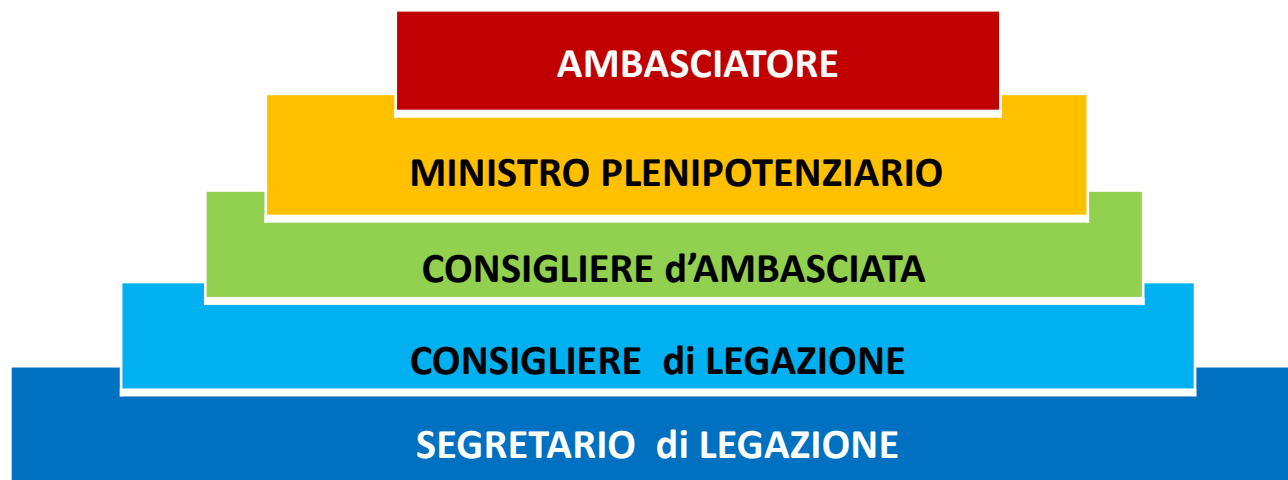 AMBASCIATORE
MINISTRO PLENIPOTENZIARIO
CONSIGLIERE d’AMBASCIATA
CONSIGLIERE di LEGAZIONE
SEGRETARIO di LEGAZIONE